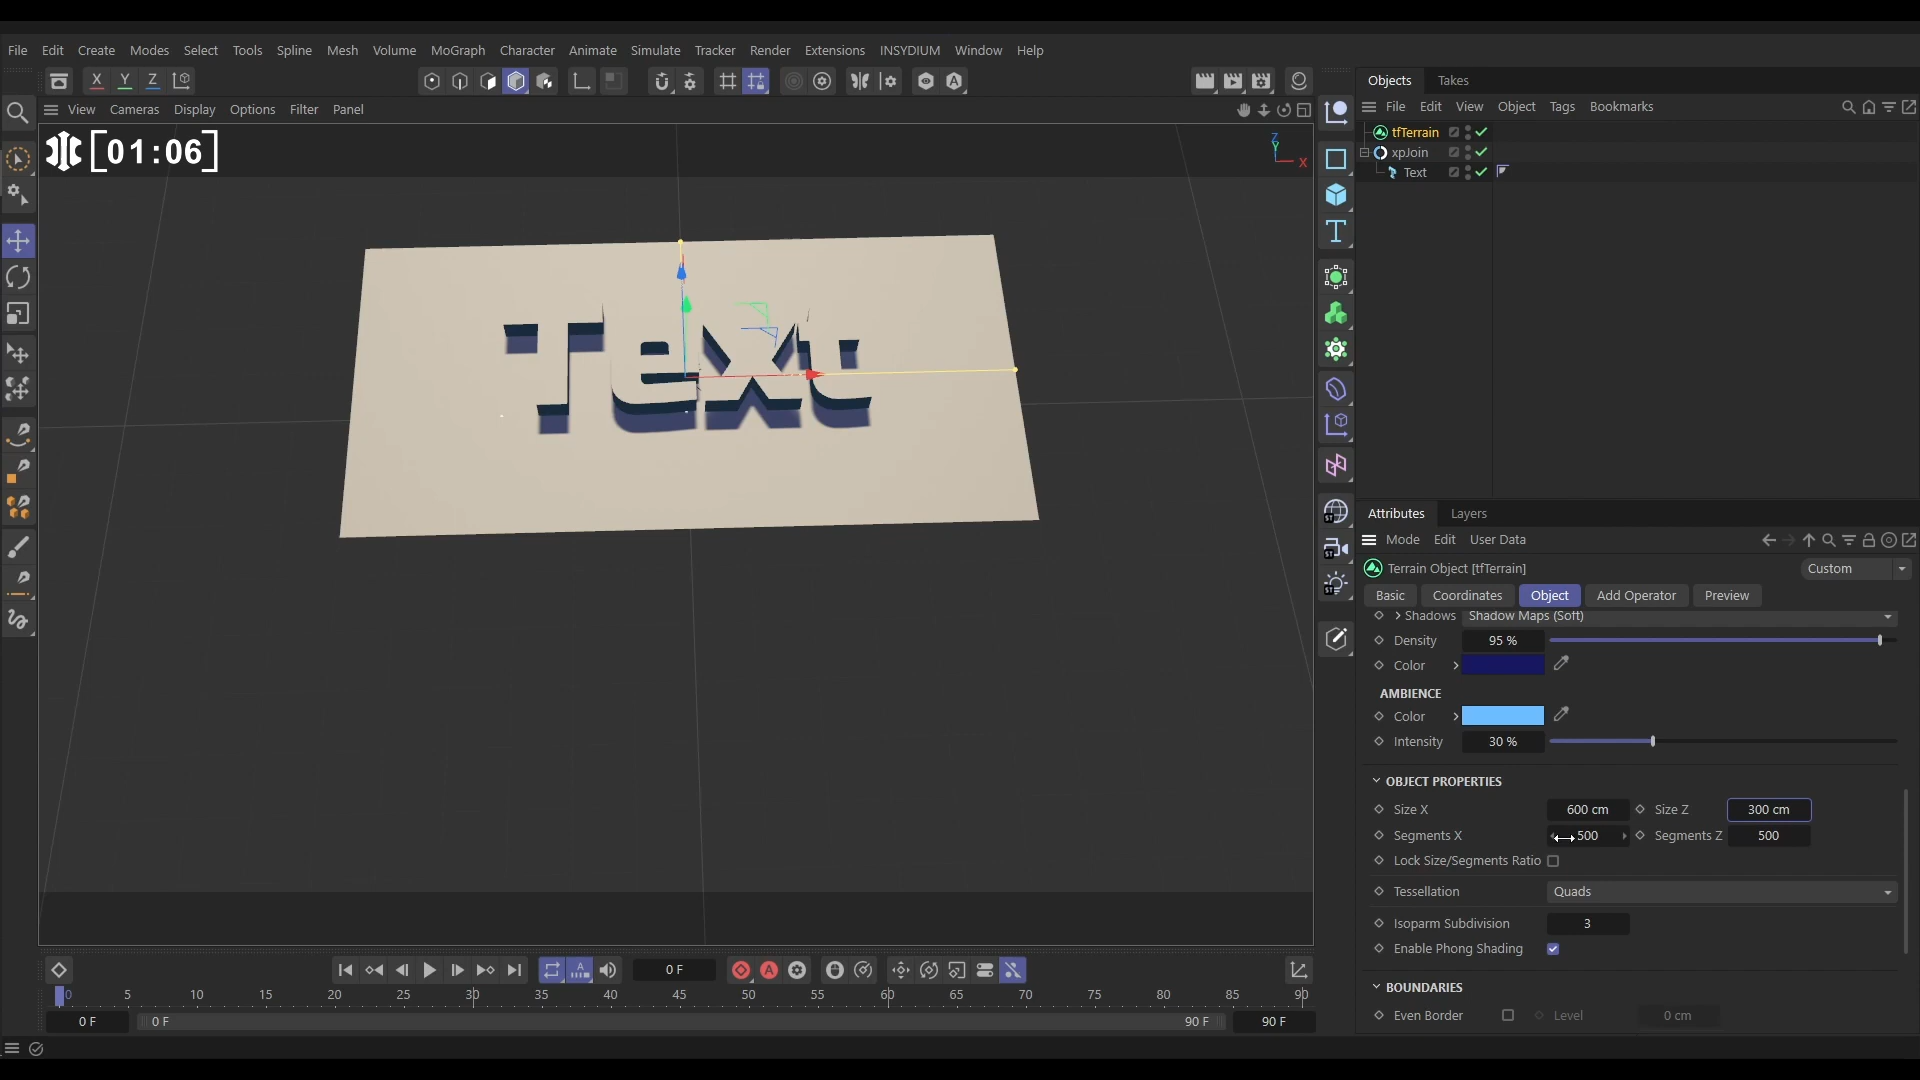 File Edit Create Modes Select Tools Spline Mesh Volume MoGraph Character Animate Simulate Tracker Render Extensions INSYDIUM Window Help
X Y Z
Objects Takes
View Cameras Display Options Filter Panel
File Edit View Object Tags Bookmarks
[01:06]
Z
Y
X
tfTerrain
xpJoin
Text
Text
Attributes Layers
Mode Edit User Data
Terrain Object [tfTerrain] Custom
Basic Coordinates Object Add Operator Preview
Shadows Shadow Maps (Soft)
Density 95 %
Color
AMBIENCE
Color
Intensity 30 %
OBJECT PROPERTIES
Size X 600 cm Size Z 300 cm
Segments X 500 Segments Z 500
Lock Size/Segments Ratio
Tessellation Quads
Isoparm Subdivision 3
Enable Phong Shading
BOUNDARIES
Even Border Level 0 cm
0 F
0 5 10 15 20 25 30 35 40 45 50 55 60 65 70 75 80 85 90
0 F 0 F 90 F 90 F